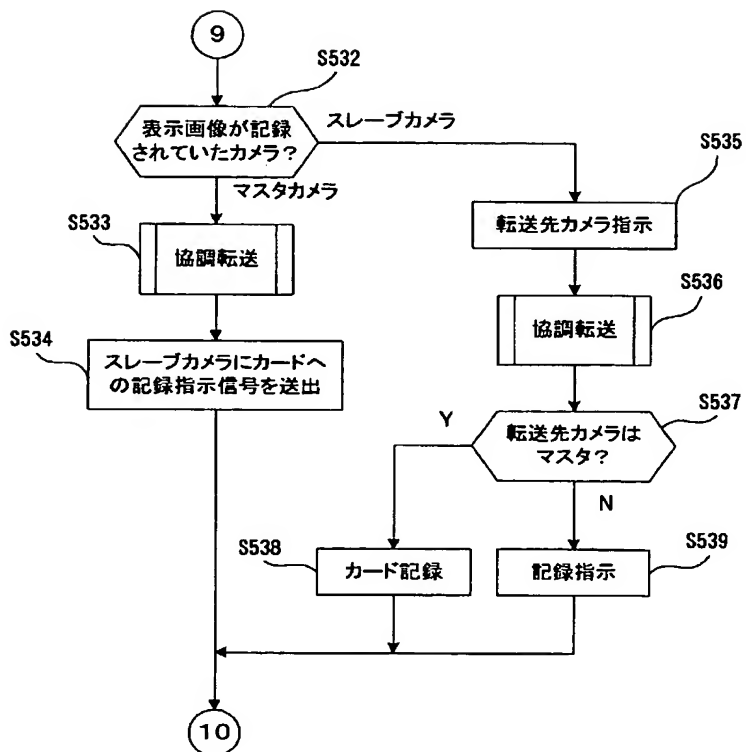 9
S532
表示画像が記録
されていたカメラ?
スレーブカメラ
マスタカメラ
S533
協調転送
S534
スレーブカメラにカードへ
の記録指示信号を送出
S535
転送先カメラ指示
S536
協調転送
S537
転送先カメラは
マスタ?
Y
N
S538
カード記録
S539
記録指示
10